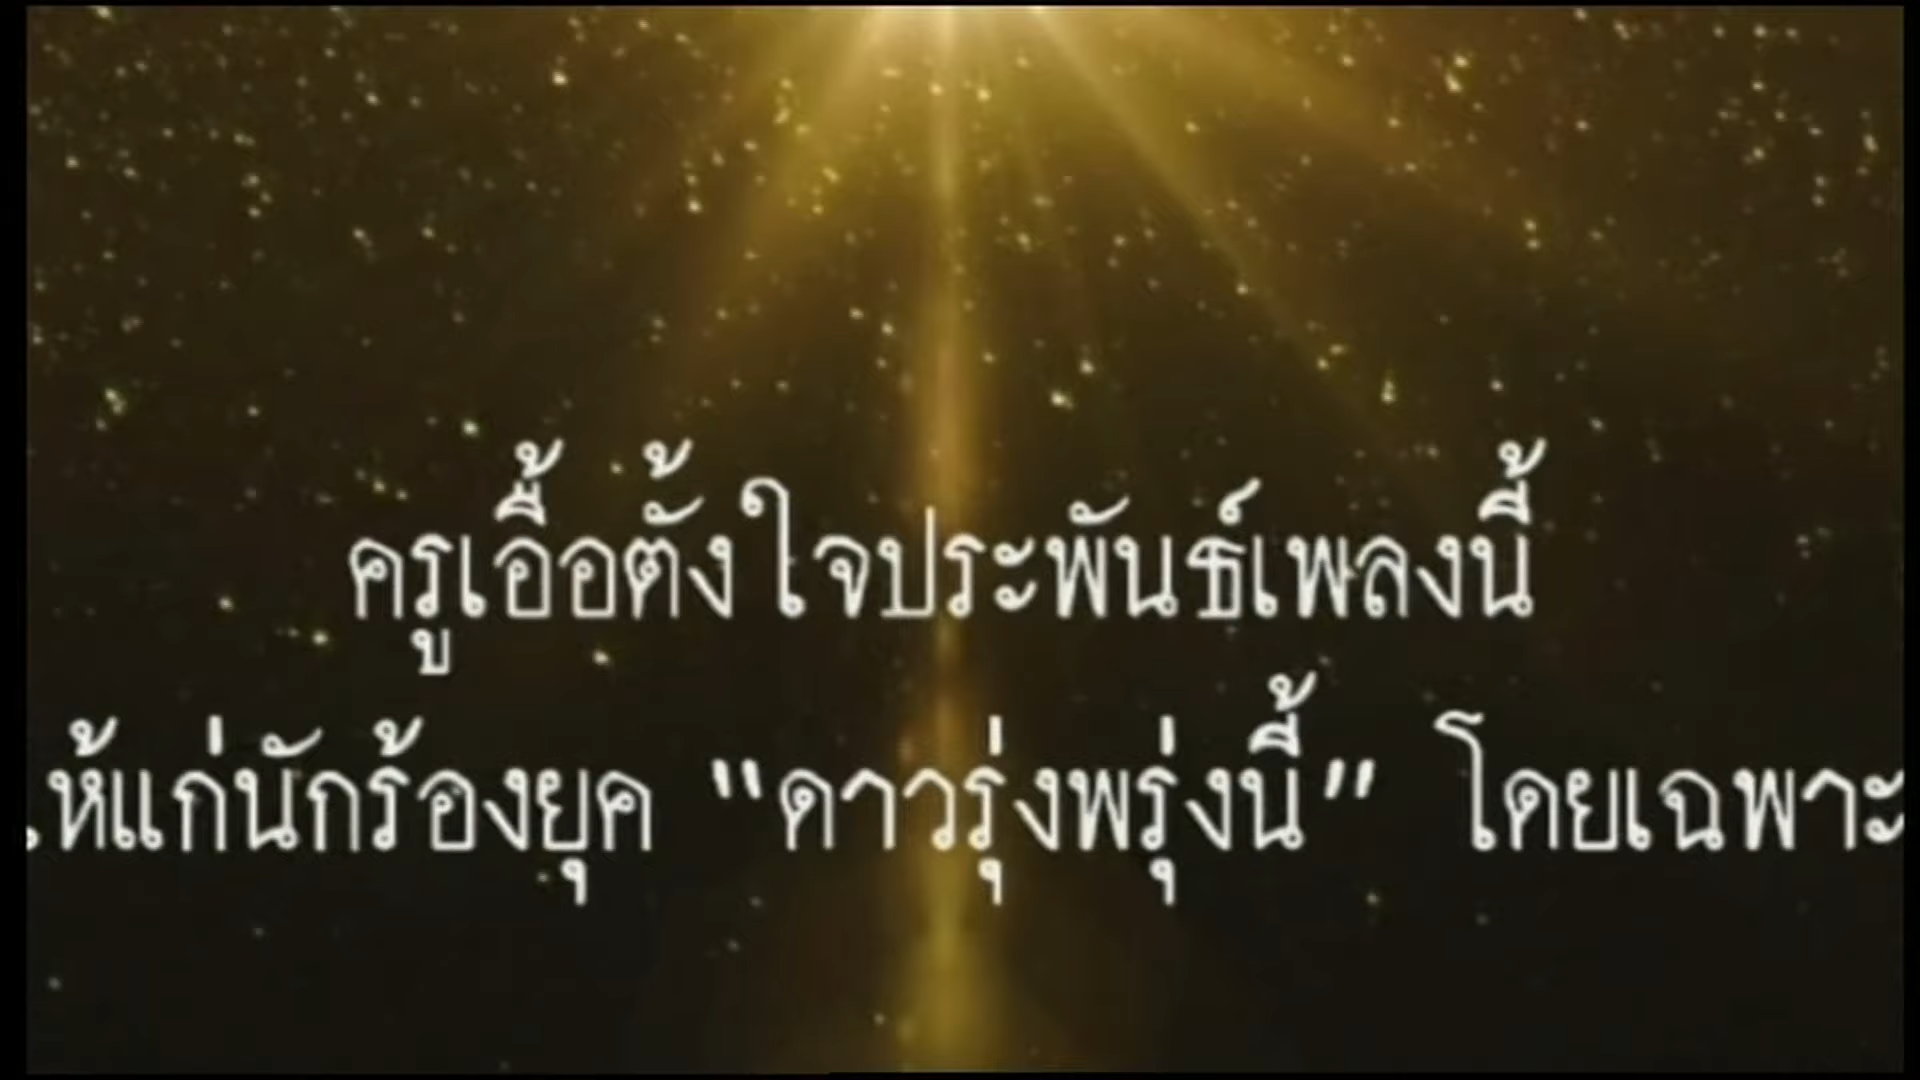 ครูเอื้อตั้งใจประพันธ์เพลงนี้
ห้แก่นักร้องยุค "ดาวรุ่งพรุ่งนี้" โดยเฉพาะ